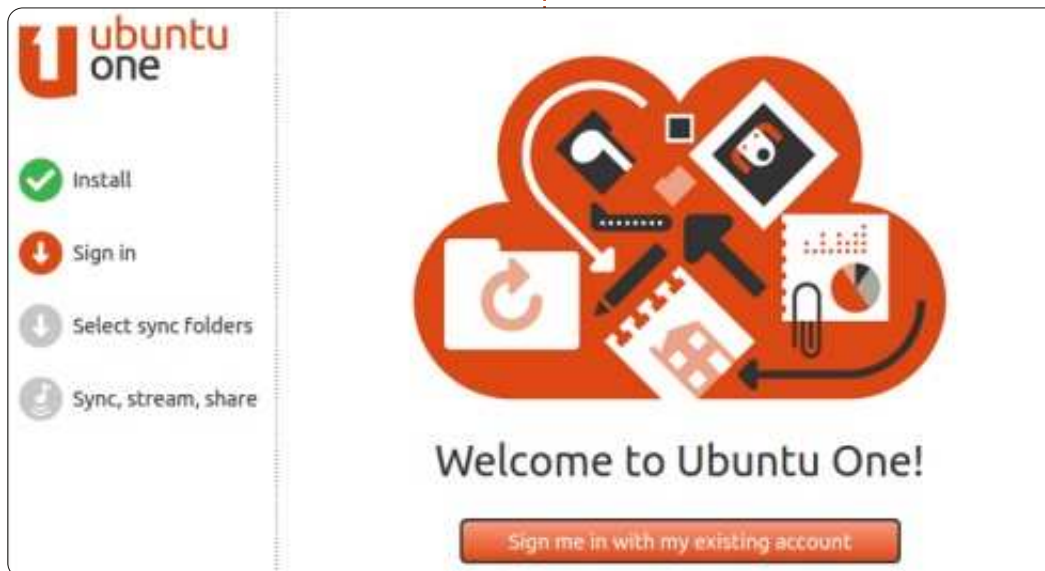 ubuntu
one
Install
Sign in
Select sync folders
Sync, stream, share
Welcome to Ubuntu One!
Sign me in with my existing account